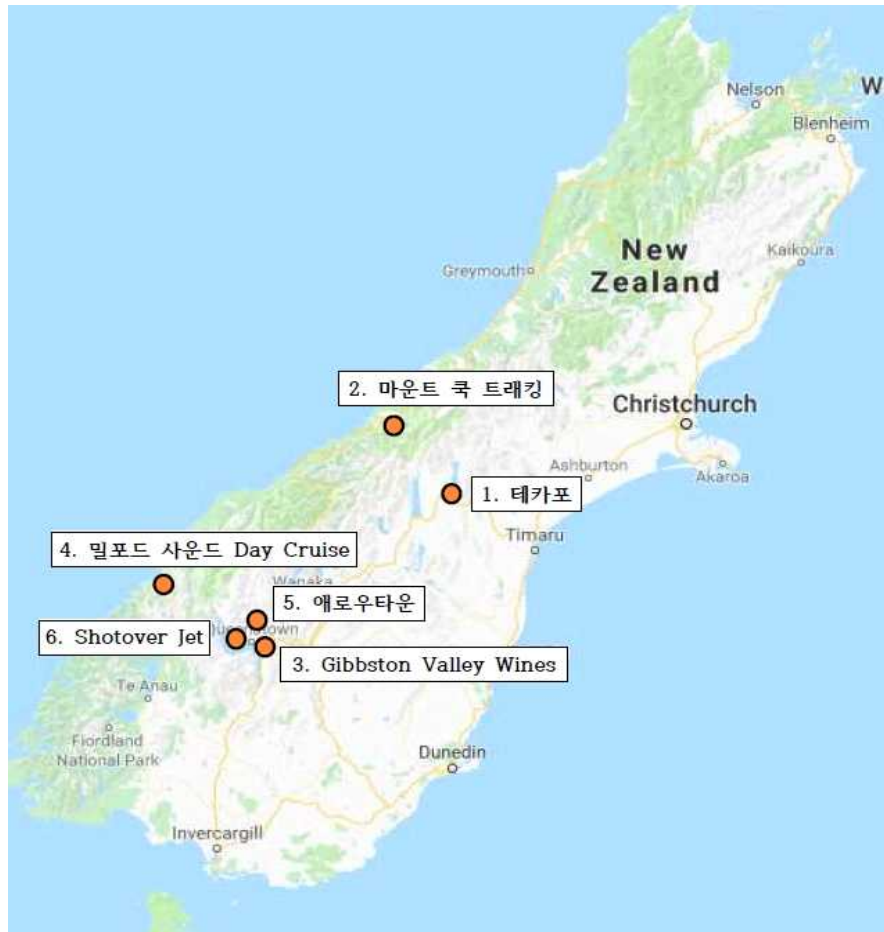 Nelson
W
Blenheim
New
Zealand
Kaikoura
Greymouth
2. 마운트 쿡 트래킹
Christchurch
Ashburton
Akaroa
1. 테카포
Timaru
4. 밀포드 사운드 Day Cruise
Wanaka
5. 애로우타운
6. Shotover Jet
3. Gibbston Valley Wines
Te Anau
Fiordland
National Park
Dunedin
Invercargill